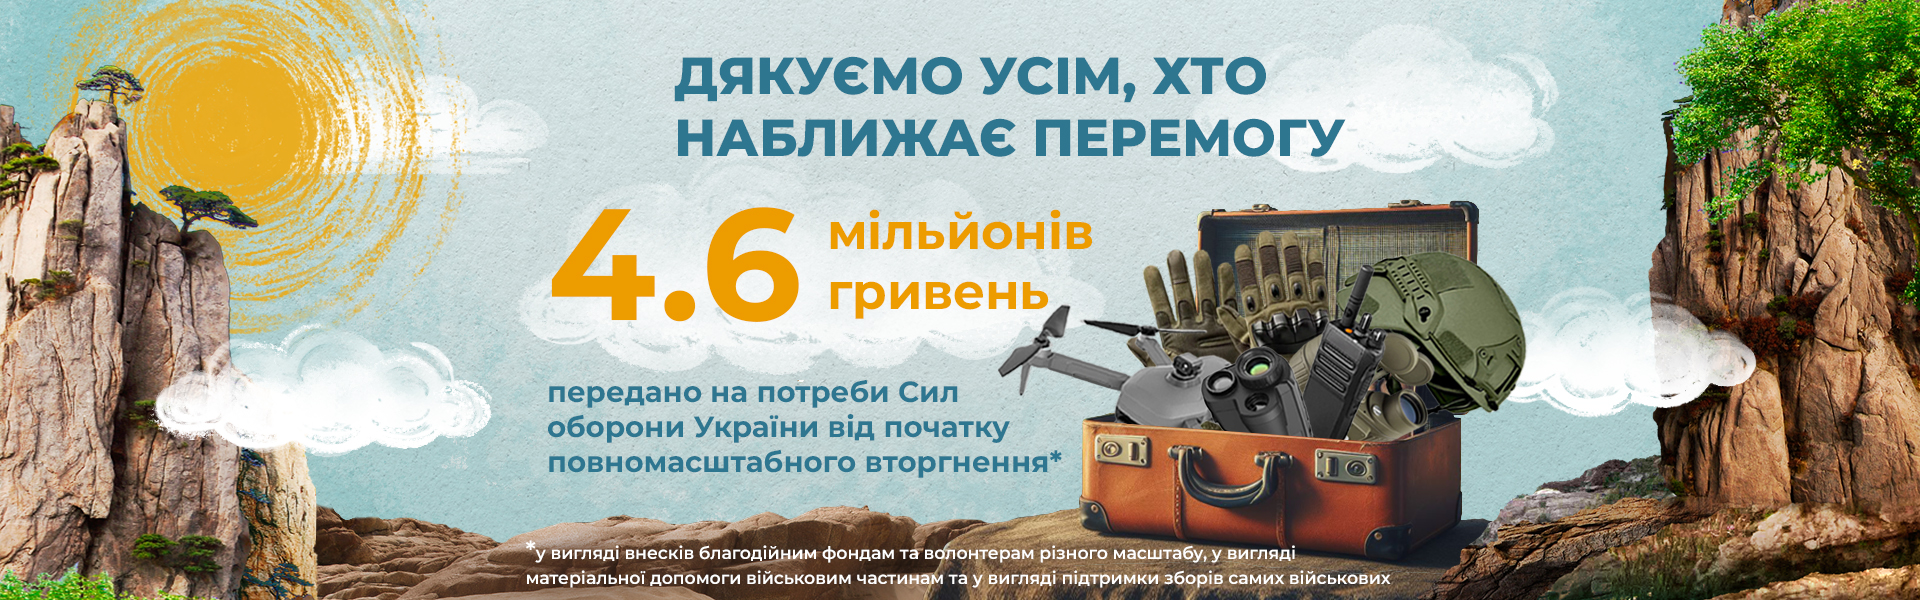 ДЯКУЄМО УСІМ, ХТО
НАБЛИЖАЄ ПЕРЕМОГУ
4.6 мільйонів
гривень
передано на потреби Сил
оборони України від початку
повномасштабного вторгнення*
*у вигляді внесків благодійним фондам та волонтерам різного масштабу, у вигляді
матеріальної допомоги військовим частинам та у вигляді підтримки зборів самих військових